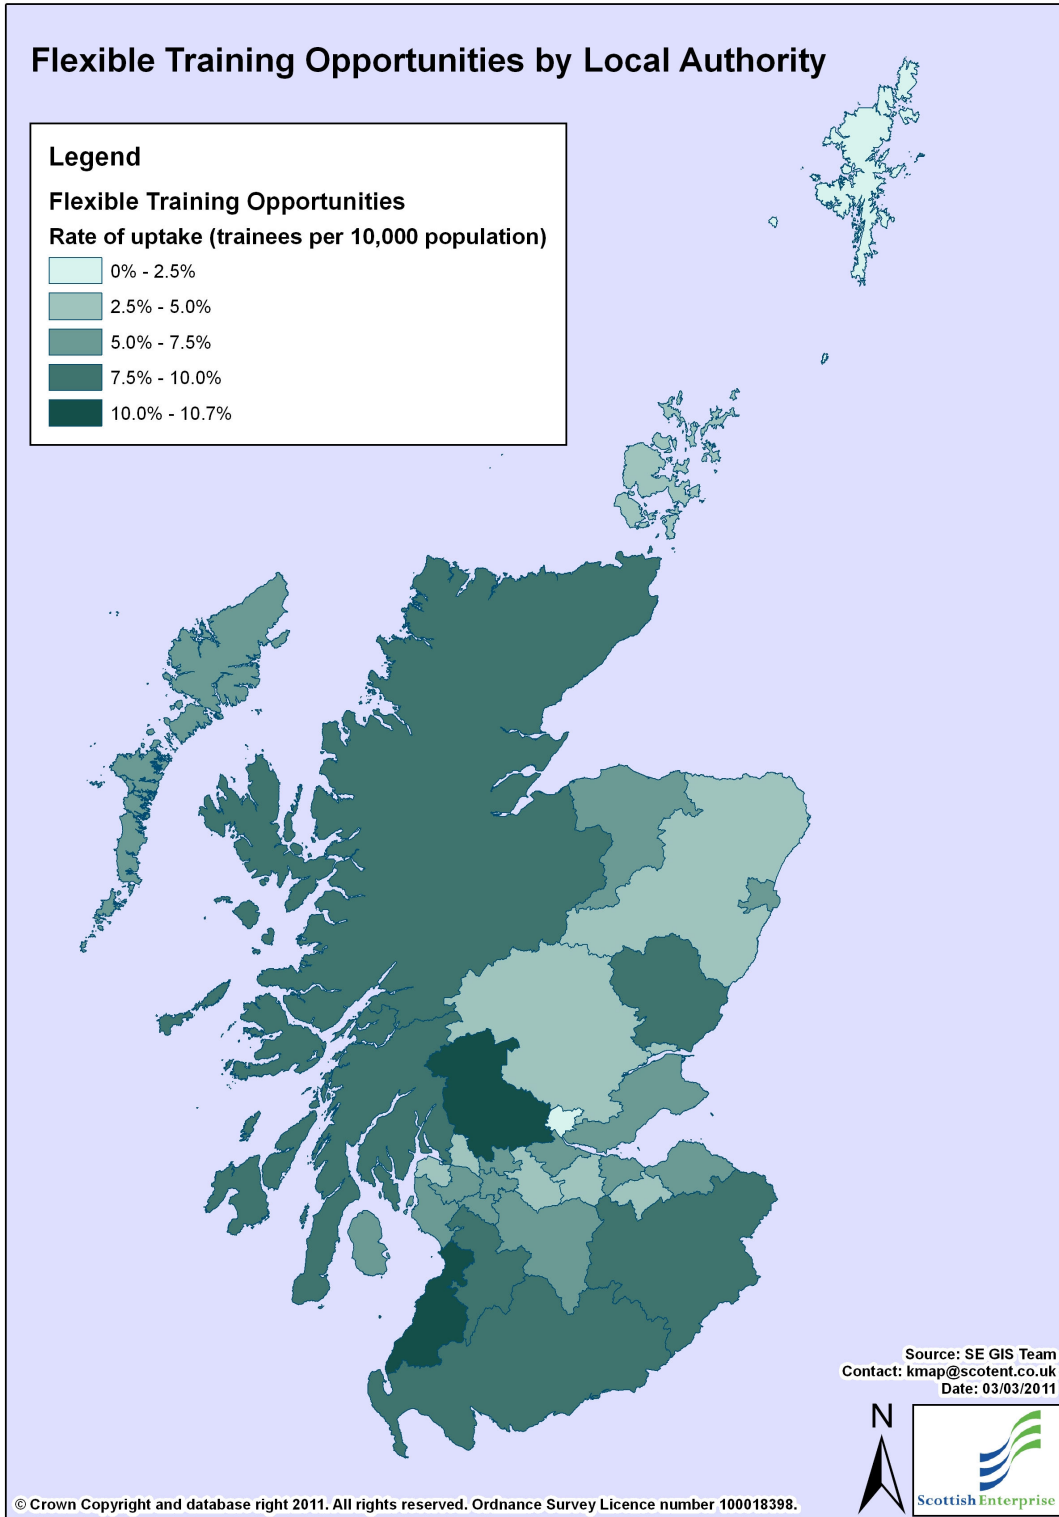 Flexible Training Opportunities by Local Authority
Legend
Flexible Training Opportunities
Rate of uptake (trainees per 10,000 population)
0% - 2.5%
2.5% - 5.0%
5.0% - 7.5%
7.5% - 10.0%
10.0% - 10.7%
Source: SE GIS Team
Contact: kmap@scotent.co.uk
Date: 03/03/2011
N
Scottish Enterprise
© Crown Copyright and database right 2011. All rights reserved. Ordnance Survey Licence number 100018398.